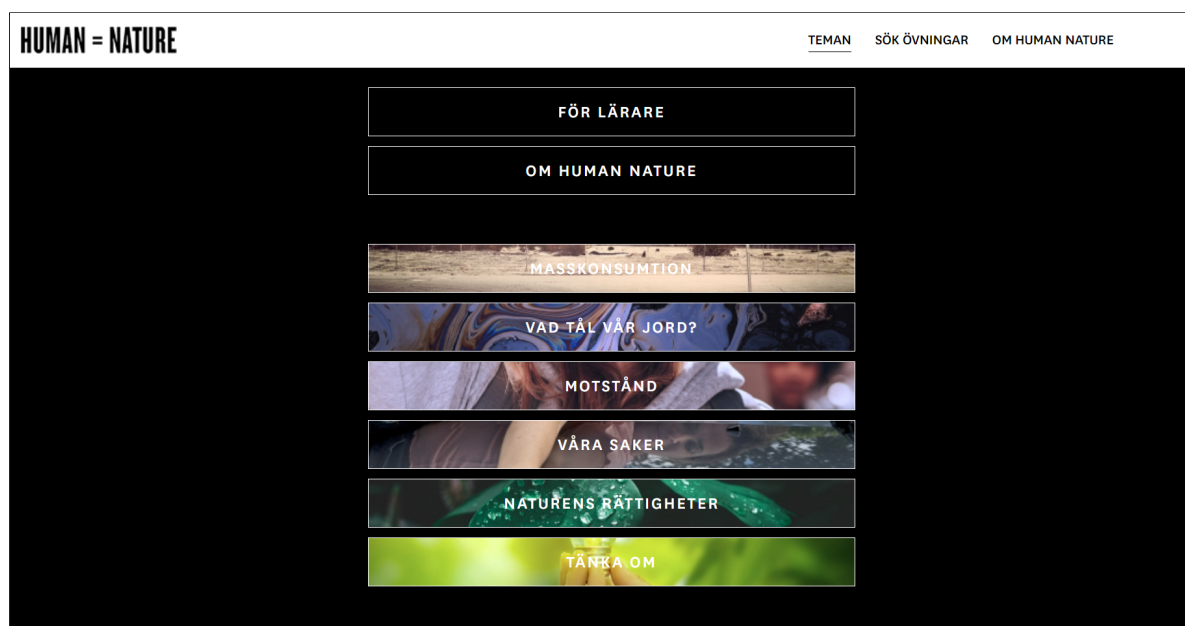 HUMAN = NATURE
TEMAN SÖK ÖVNINGAR OM HUMAN NATURE
FÖR LÄRARE
OM HUMAN NATURE
MASSKONSUMTION
VAD TÅL VÅR JORD?
MOTSTÅND
VÅRA SAKER
NATURENS RÄTTIGHETER
TÄNKA OM